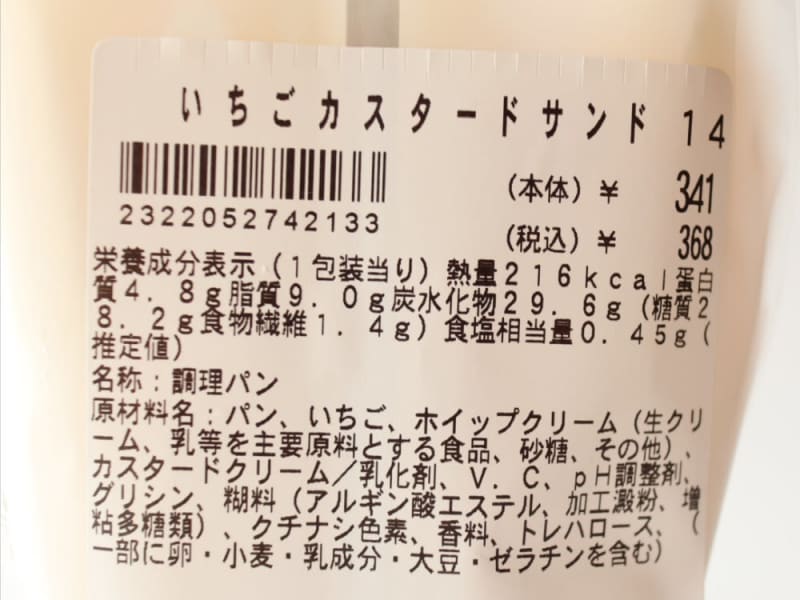 いちごカスタードサンド 14
(本体) ¥ 341
2322052742133
(税込) ¥ 368
栄養成分表示(1包装当り)熱量216kcal蛋白
質4.8g脂質9.0g炭水化物29.6g(糖質2
8.2g食物繊維1.4g)食塩相当量0.45g(
推定値)
名称:調理パン
原材料名:パン、いちご、ホイップクリーム(生クリ
ーム、乳等を主要原料とする食品、砂糖、その他)、
カスタードクリーム/乳化剤、V.C、pH調整剤、
グリシン、糊料(アルギン酸エステル、加工澱粉、増
粘多糖類)、クチナシ色素、香料、トレハロース、(
一部に卵・小麦・乳成分・大豆・ゼラチンを含む)